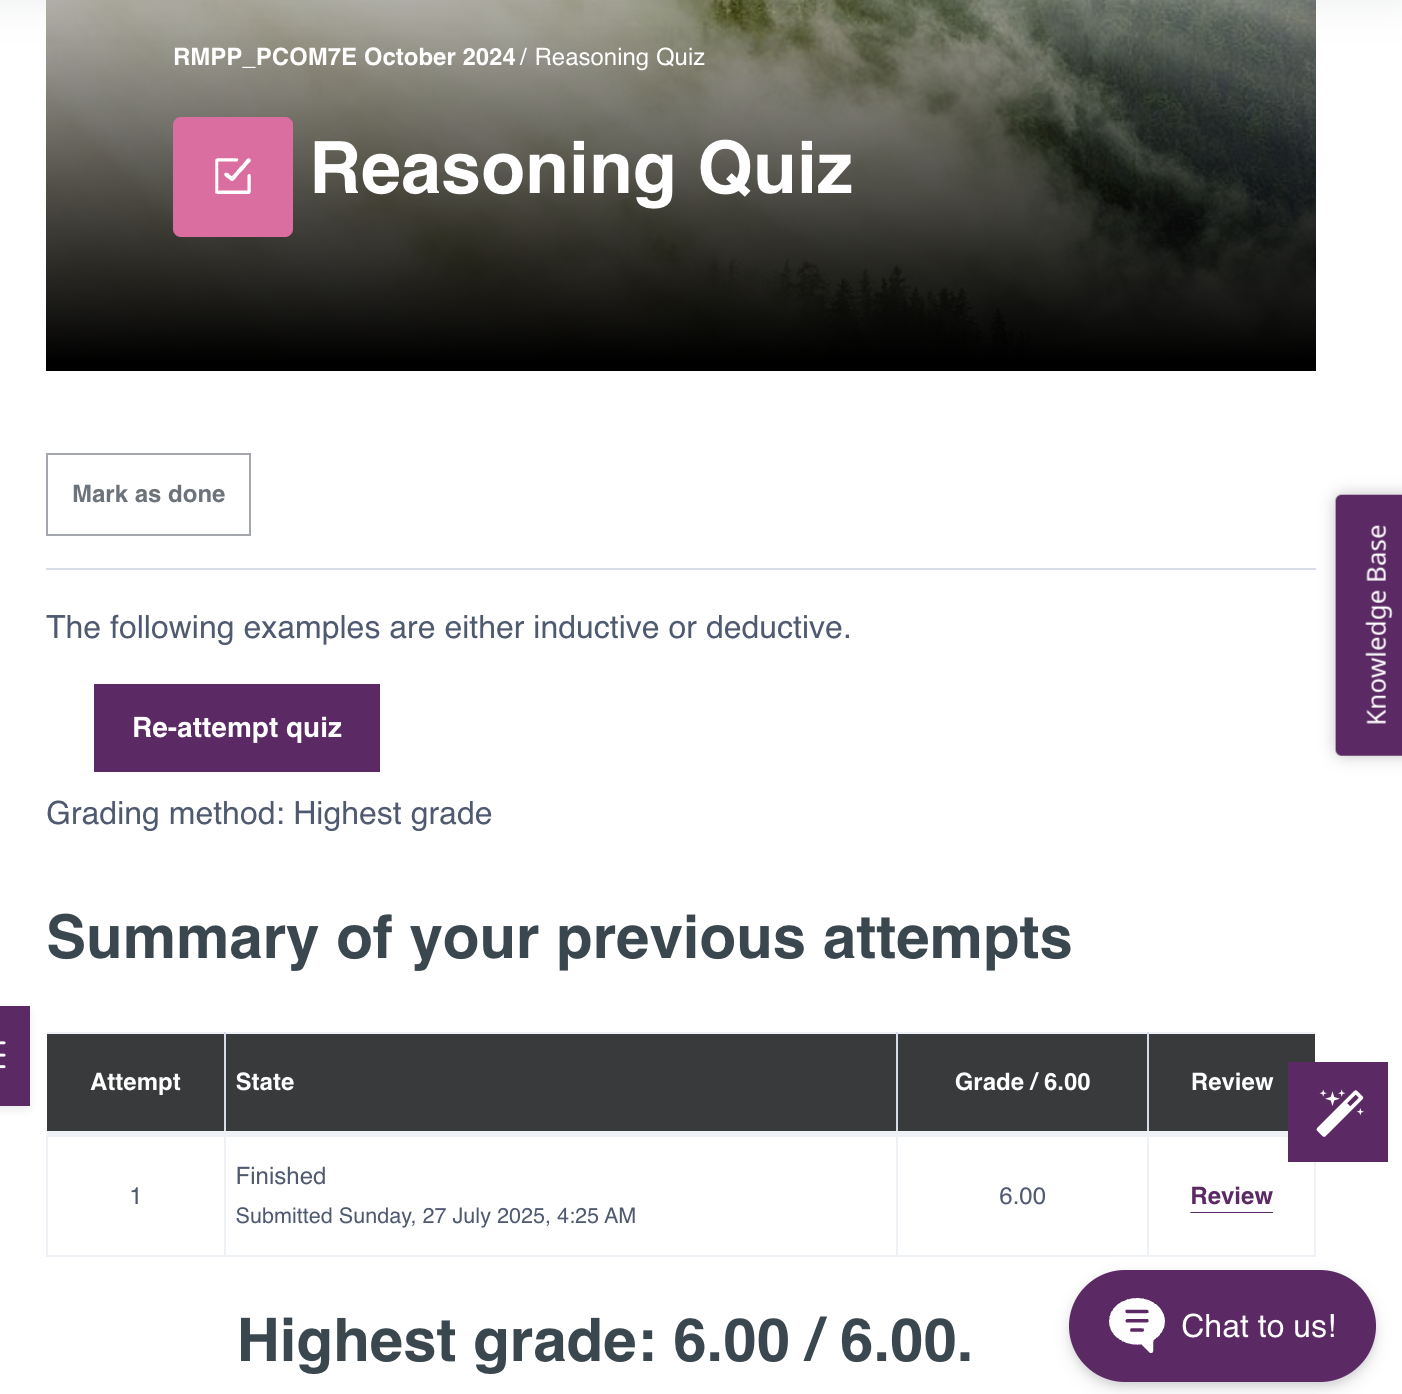 RMPP_PCOM7E October 2024 / Reasoning Quiz
Reasoning Quiz
Mark as done
Knowledge Base
The following examples are either inductive or deductive.
Re-attempt quiz
Grading method: Highest grade
Summary of your previous attempts
Attempt State Grade / 6.00 Review
1 Finished 6.00 Review
Submitted Sunday, 27 July 2025, 4:25 AM
Highest grade: 6.00 / 6.00.
Chat to us!